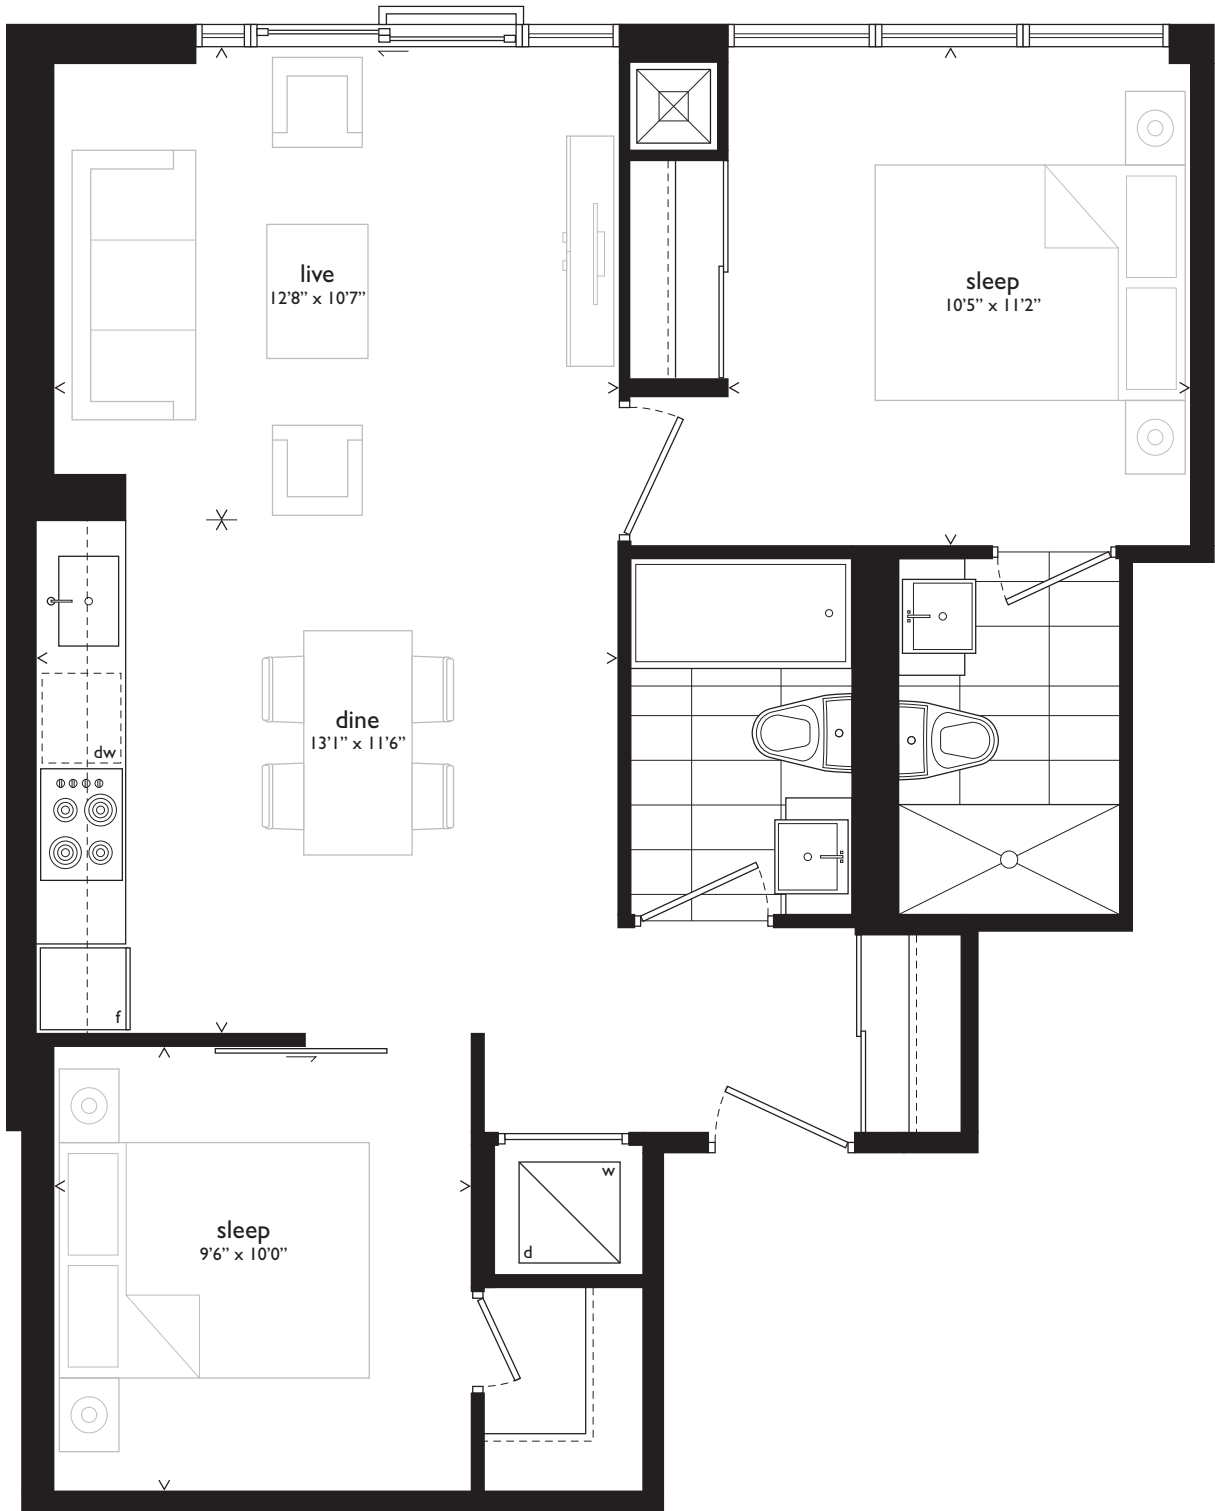 live
12’8” x 10’7”
sleep
10’5” x 11’2”
dine
13’1” x 11’6”
dw
f
w
d
sleep
9’6” x 10’0”